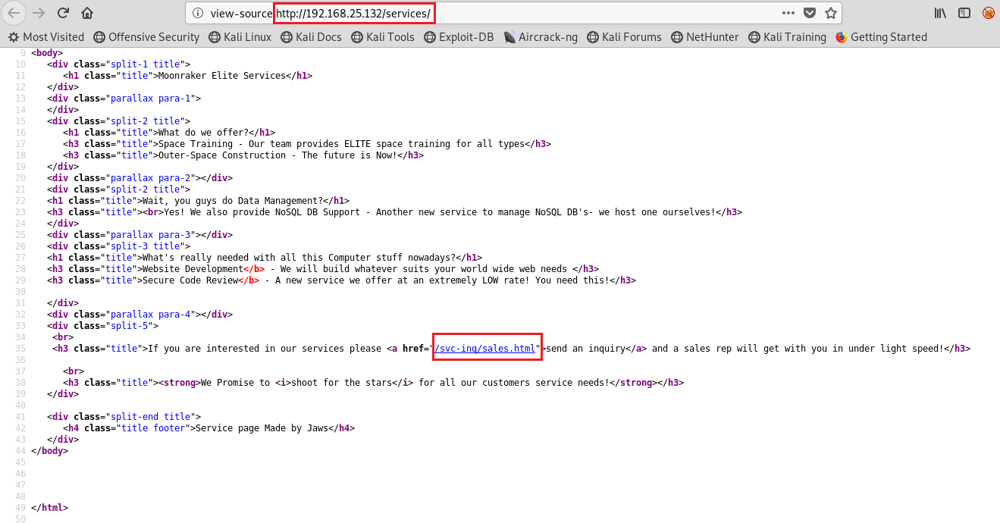 view-source:http://192.168.25.132/services/
Most Visited Offensive Security Kali Linux Kali Docs Kali Tools Exploit-DB Aircrack-ng Kali Forums NetHunter Kali Training Getting Started
9 <body>
10 <div class="split-1 title">
11 <h1 class="title">Moonraker Elite Services</h1>
12 </div>
13 <div class="parallax para-1">
14 </div>
15 <div class="split-2 title">
16 <h1 class="title">What do we offer?</h1>
17 <h3 class="title">Space Training - Our team provides ELITE space training for all types</h3>
18 <h3 class="title">Outer-Space Construction - The future is Now!</h3>
19 </div>
20 <div class="parallax para-2"></div>
21 <div class="split-2 title">
22 <h1 class="title">Wait, you guys do Data Management?</h1>
23 <h3 class="title"><br>Yes! We also provide NoSQL DB Support - Another new service to manage NoSQL DB's- we host one ourselves!</h3>
24 </div>
25 <div class="parallax para-3"></div>
26 <div class="split-3 title">
27 <h1 class="title">What's really needed with all this Computer stuff nowadays?</h1>
28 <h3 class="title">Website Development</b> - We will build whatever suits your world wide web needs </h3>
29 <h3 class="title">Secure Code Review</b> - A new service we offer at an extremely LOW rate! You need this!</h3>
30
31 </div>
32 <div class="parallax para-4"></div>
33 <div class="split-5">
34 <br>
35 <h3 class="title">If you are interested in our services please <a href="/svc-inq/sales.html">send an inquiry</a> and a sales rep will get with you in under light speed!</h3>
36
37 <br>
38 <h3 class="title"><strong>We Promise to <i>shoot for the stars</i> for all our customers service needs!</strong></h3>
39 </div>
40
41 <div class="split-end title">
42 <h4 class="title footer">Service page Made by Jaws</h4>
43 </div>
44 </body>
45
46
47
48
49 </html>
50